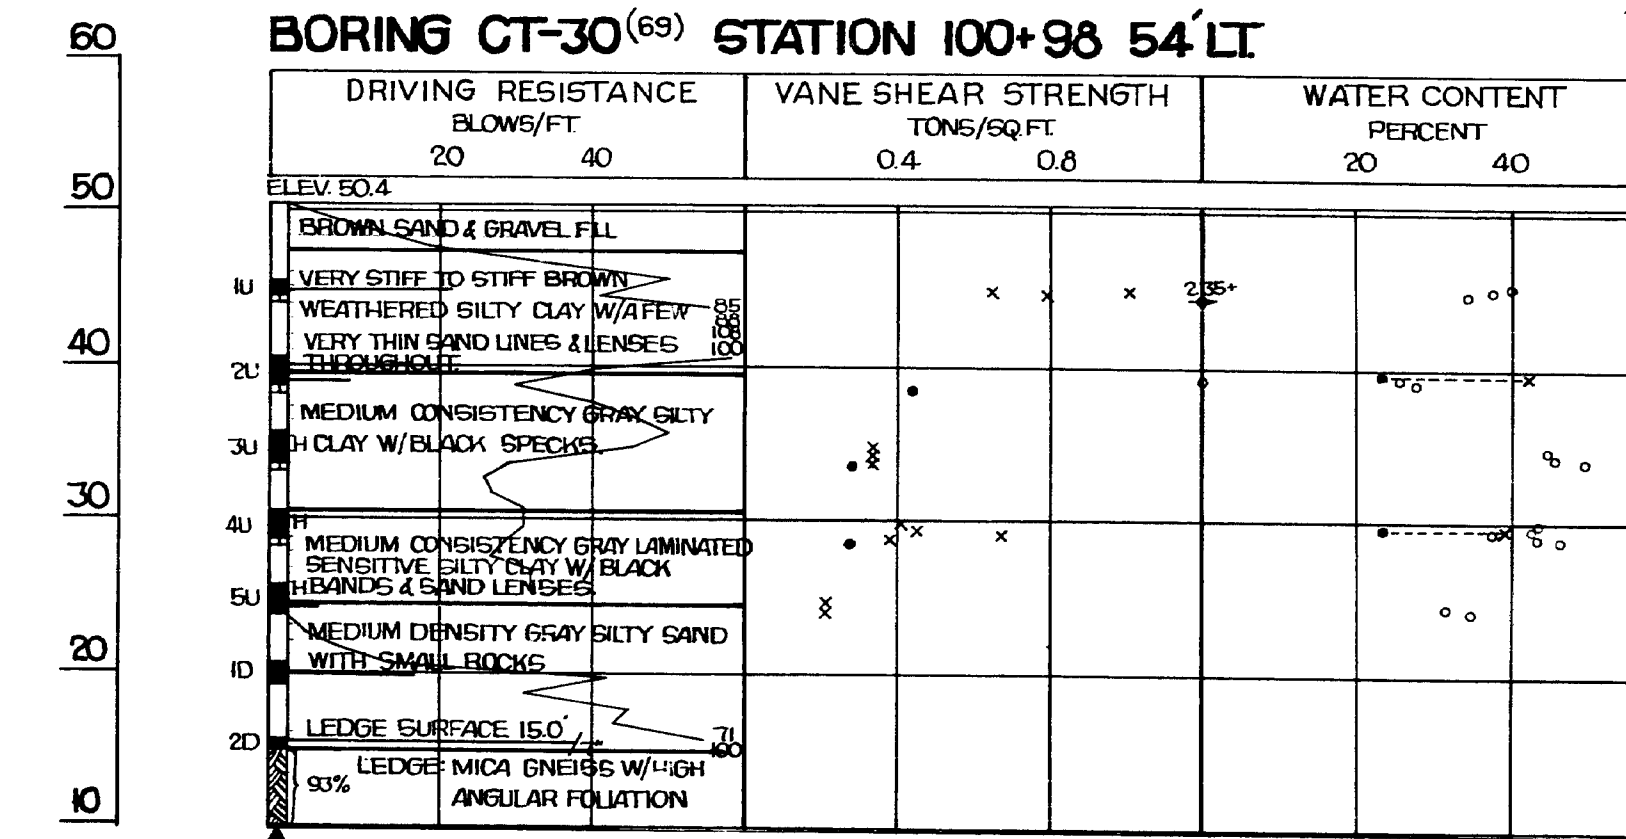 60
BORING CT-30(69) STATION 100+98 54' LT.
DRIVING RESISTANCE
BLOWS/FT.
20 40
VANE SHEAR STRENGTH
TONS/SQ.FT.
0.4 0.8
WATER CONTENT
PERCENT
20 40
50
ELEV. 50.4
BROWN SAND & GRAVEL FILL
1U
VERY STIFF TO STIFF BROWN
WEATHERED SILTY CLAY W/A FEW
VERY THIN SAND LINES & LENSES
THROUGHOUT.
85
88
108
100
2.35+
40
2U
MEDIUM CONSISTENCY GRAY SILTY
3U
H CLAY W/BLACK SPECKS.
30
4U
H
MEDIUM CONSISTENCY GRAY LAMINATED
SENSITIVE SILTY CLAY W/BLACK
H BANDS & SAND LENSES.
5U
MEDIUM DENSITY GRAY SILTY SAND
WITH SMALL ROCKS
20
1D
LEDGE SURFACE 15.0'
71
100
2D
93%
LEDGE: MICA GNEISS W/HIGH
ANGULAR FOLIATION
10